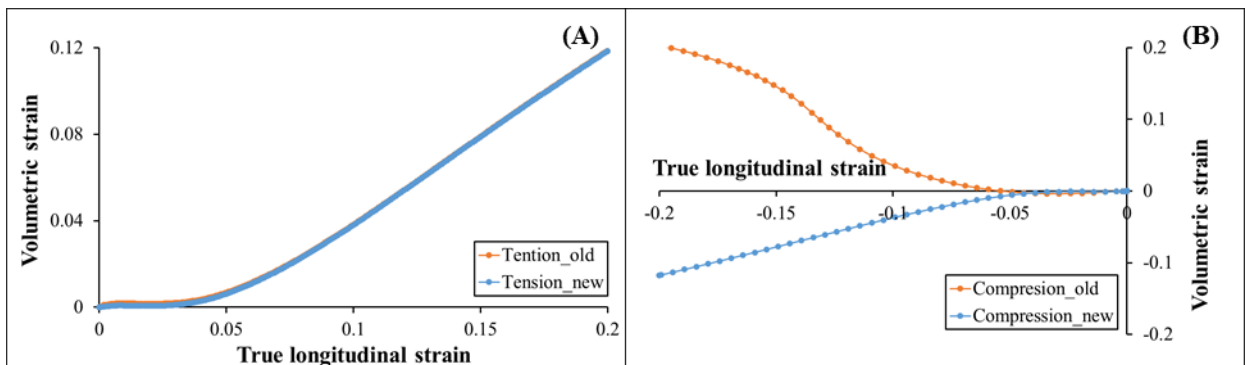 (A)
0.12
0.08
0.04
0
Volumetric strain
0
0.05
0.1
0.15
0.2
True longitudinal strain
Tention_old
Tension_new
(B)
0.2
0.1
0
-0.1
-0.2
Volumetric strain
True longitudinal strain
-0.2
-0.15
-0.1
-0.05
0
Compresion_old
Compression_new